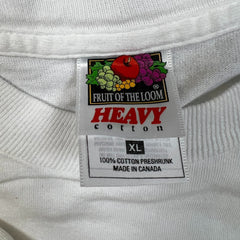 FRUIT OF THE LOOM
HEAVY
cotton
XL
100% COTTON PRESHRUNK
MADE IN CANADA